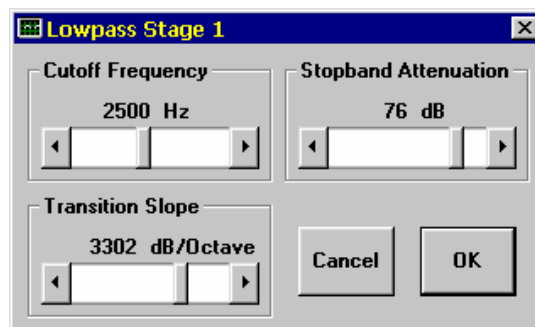 Lowpass Stage 1
Cutoff Frequency
2500 Hz
Stopband Attenuation
76 dB
Transition Slope
3302 dB/Octave
Cancel
OK